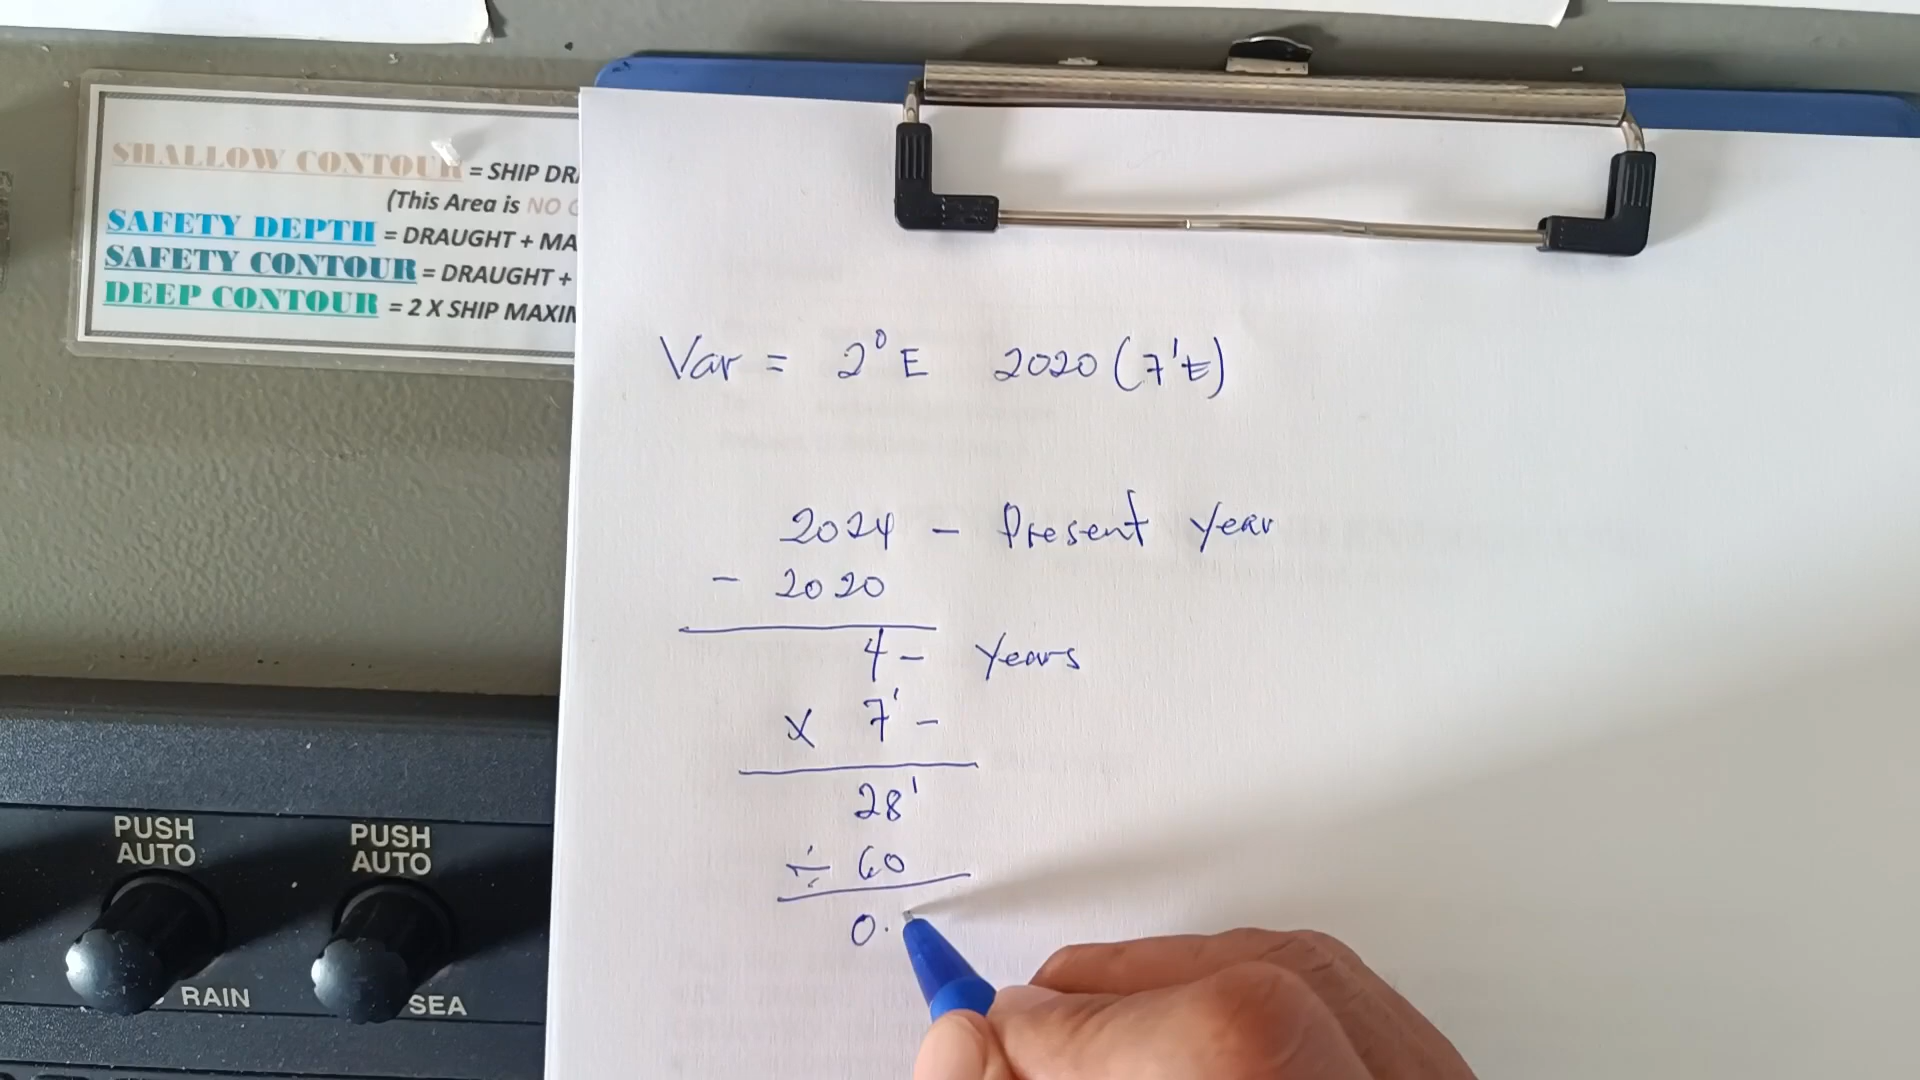 SHALLOW CONTOUR = SHIP DRA
(This Area is NO G
SAFETY DEPTH = DRAUGHT + MA
SAFETY CONTOUR = DRAUGHT +
DEEP CONTOUR = 2 X SHIP MAXIM
Var = 2° E 2020 (7'E)
2024 - Present Year
- 2020
4 - Years
X 7' -
28'
÷ 60
0.
PUSH AUTO
PUSH AUTO
RAIN
SEA